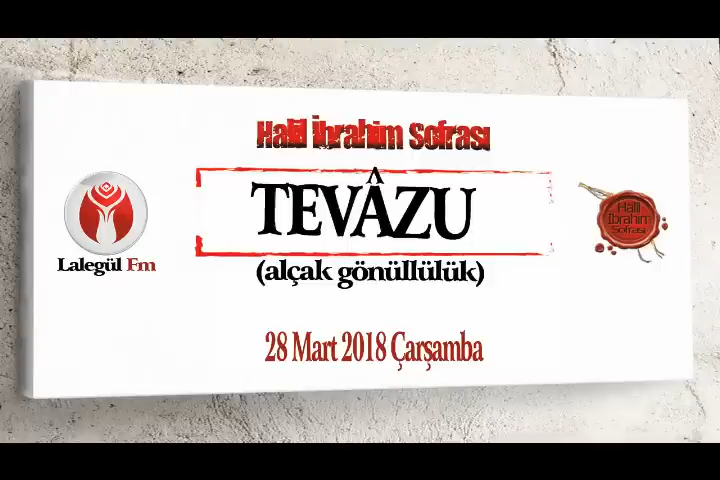 Halil İbrahim Sofrası
TEVÂZU
(alçak gönüllülük)
Lalegül Fm
Halil
İbrahim
Sofrası
28 Mart 2018 Çarşamba